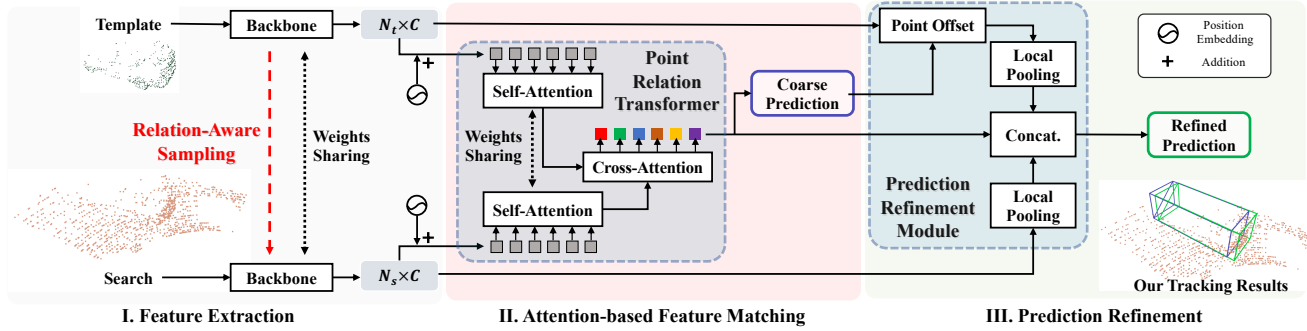 Template
Backbone
N_t×C
Relation-Aware
Sampling
Weights
Sharing
Search
Backbone
N_s×C
I. Feature Extraction
+
Self-Attention
Point
Relation
Transformer
Weights
Sharing
Cross-Attention
Self-Attention
+
Coarse
Prediction
II. Attention-based Feature Matching
Point Offset
Local
Pooling
Concat.
Prediction
Refinement
Module
Local
Pooling
Position
Embedding
+ Addition
Refined
Prediction
Our Tracking Results
III. Prediction Refinement